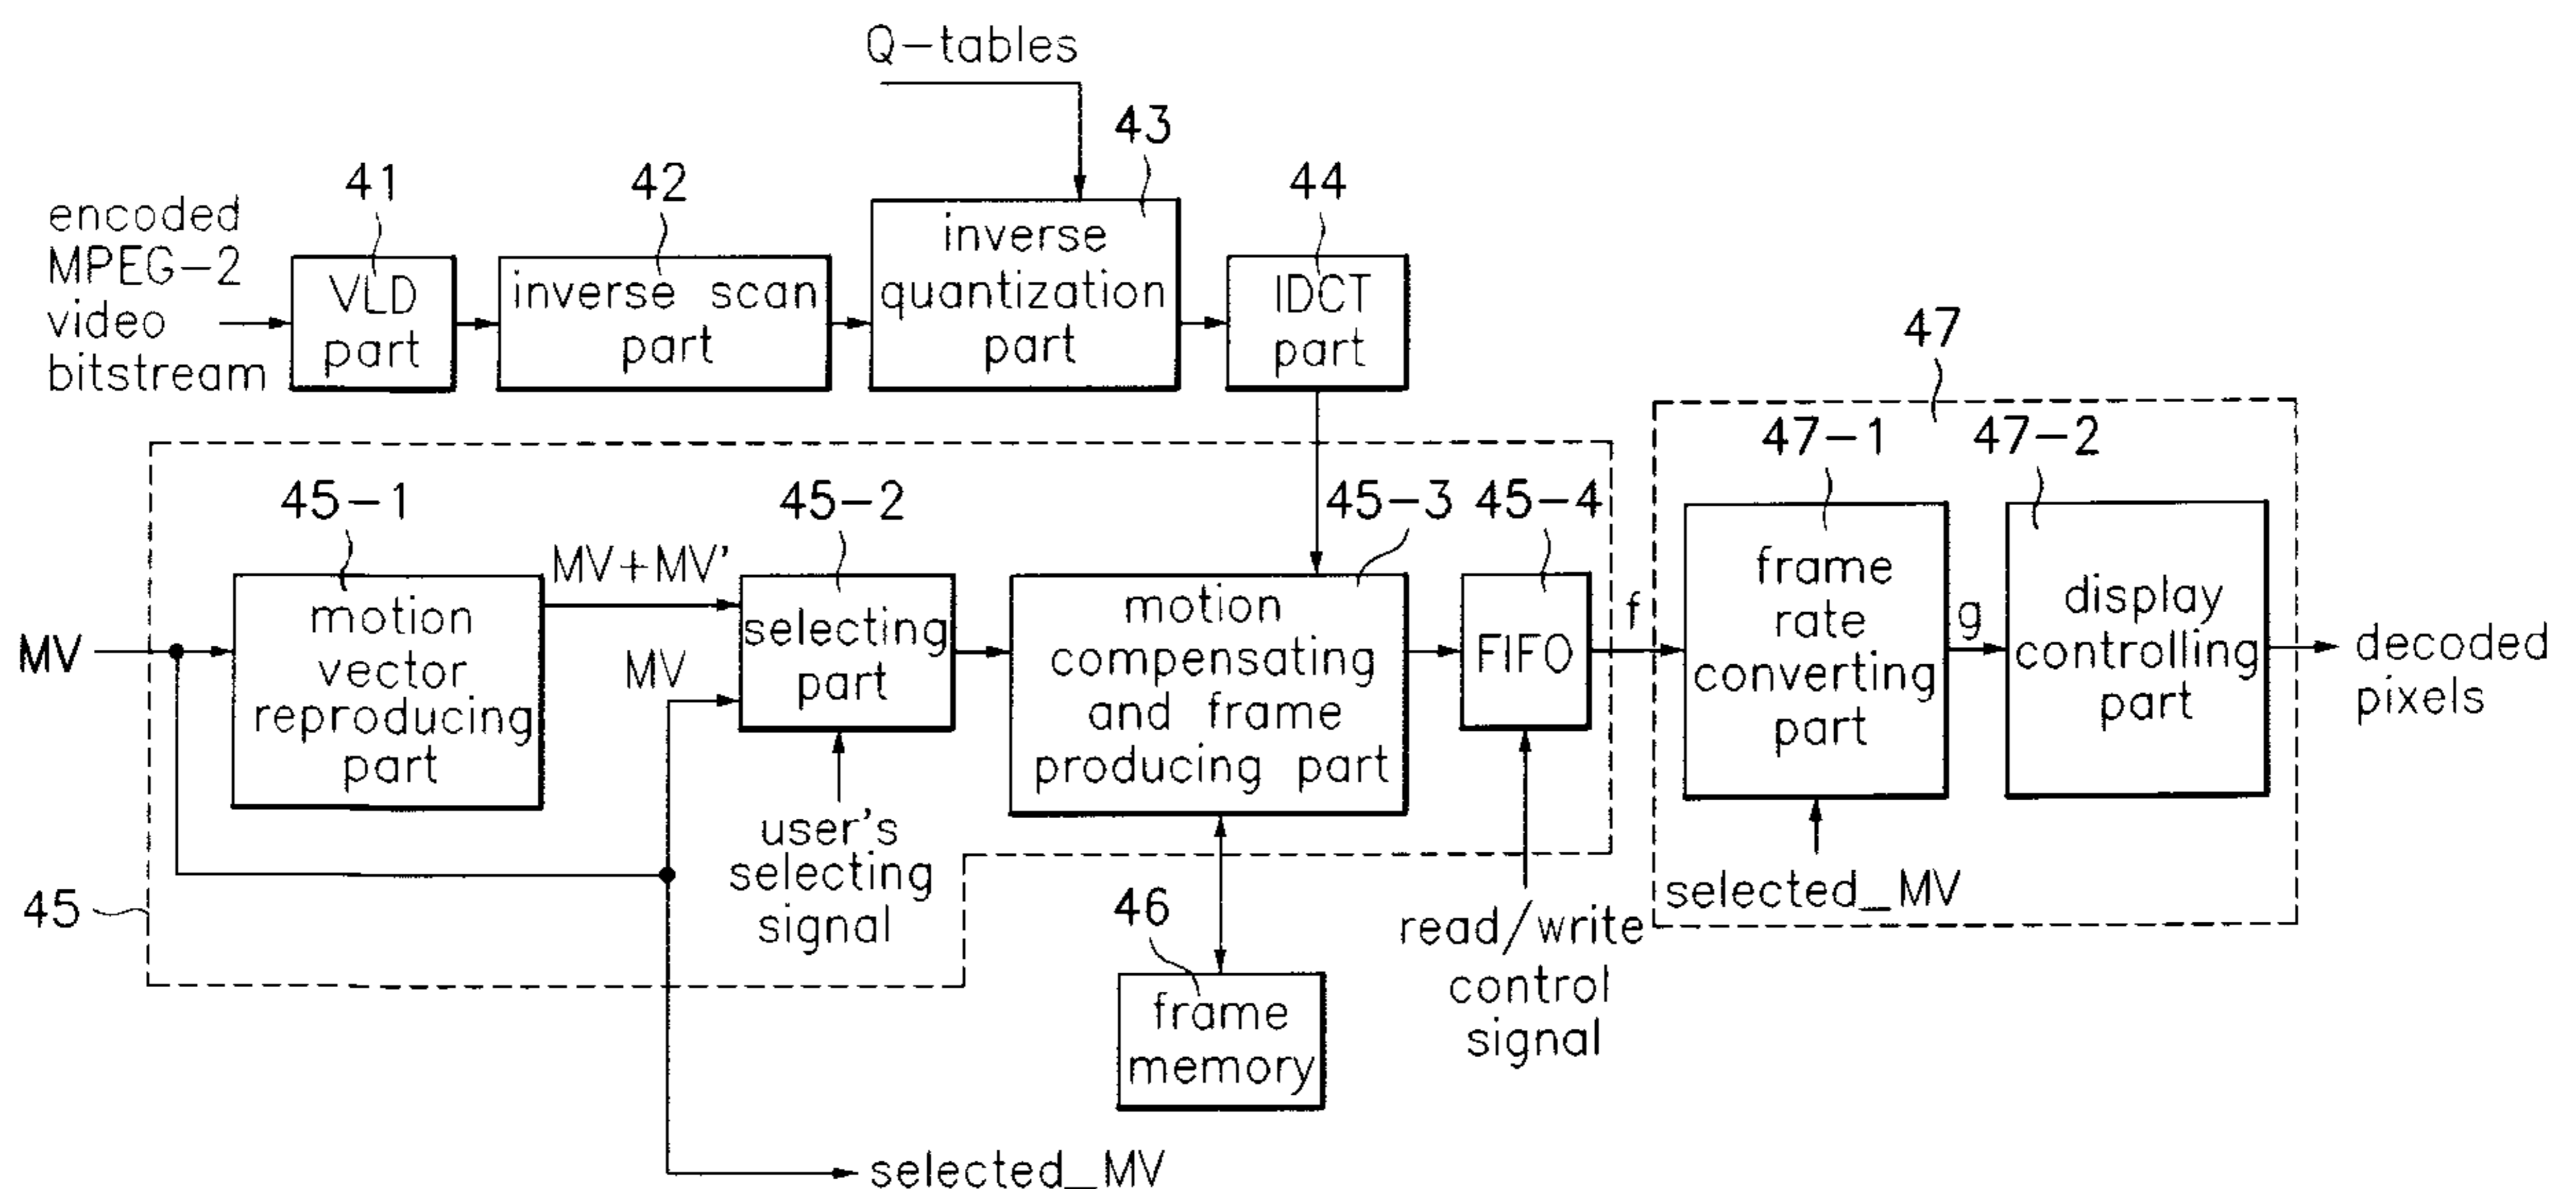 Q-tables
43
41
42
44
encoded
MPEG-2
video
bitstream
VLD
part
inverse scan
part
inverse
quantization
part
IDCT
part
47
47-1
47-2
45-1
45-2
45-3
45-4
MV
motion
vector
reproducing
part
MV+MV'
MV
selecting
part
user's
selecting
signal
motion
compensating
and frame
producing part
FIFO
f
frame
rate
converting
part
g
display
controlling
part
decoded
pixels
selected_MV
45
46
frame
memory
read/write
control
signal
selected_MV